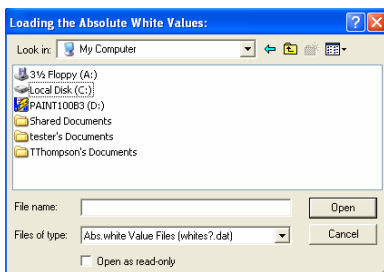 Loading the Absolute White Values:
Look in: My Computer
3½ Floppy (A:)
Local Disk (C:)
PAINT100B3 (D:)
Shared Documents
tester's Documents
TThompson's Documents
File name: Open
Files of type: Abs.white Value Files (whites?.dat) Cancel
Open as read-only